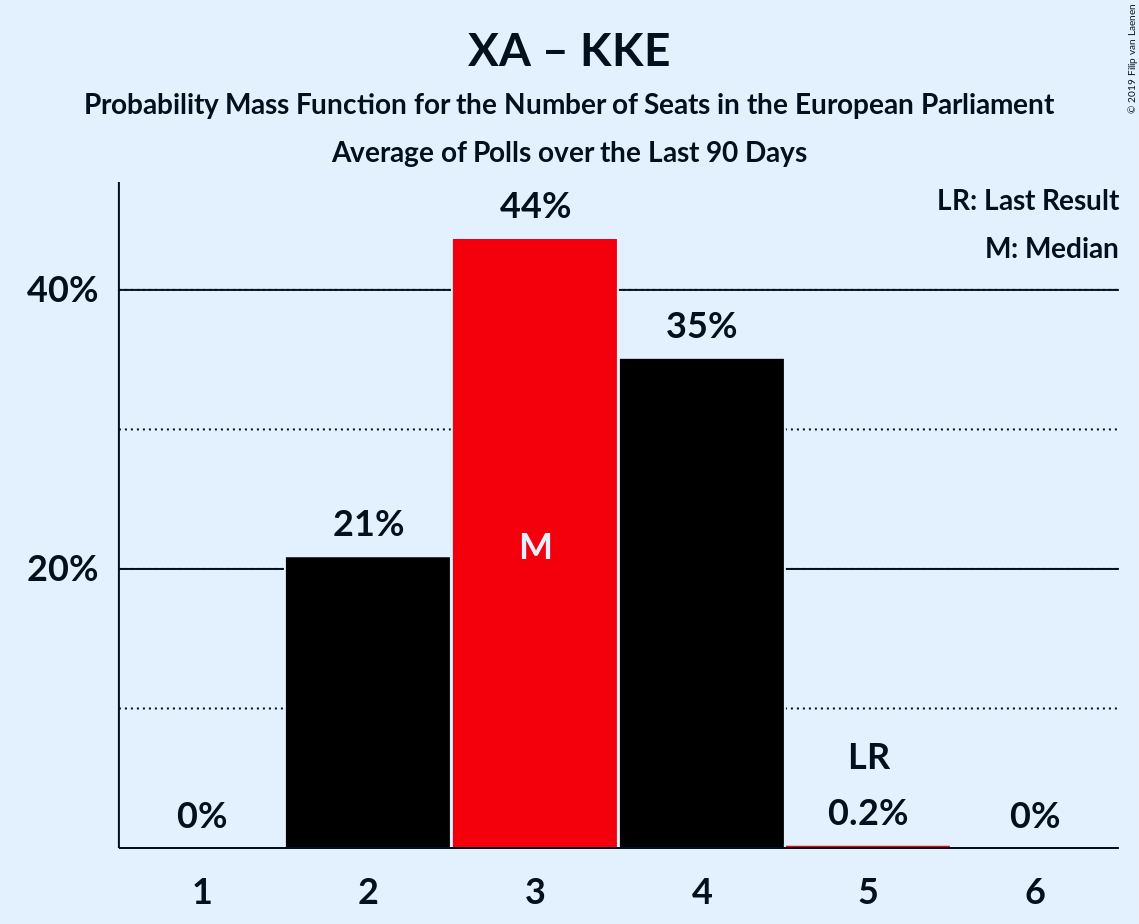 XA – KKE
Probability Mass Function for the Number of Seats in the European Parliament
Average of Polls over the Last 90 Days
© 2019 Filip van Laenen
LR: Last Result
M: Median
44%
40%
35%
21%
M
20%
LR
0%
0.2%
0%
1 2 3 4 5 6